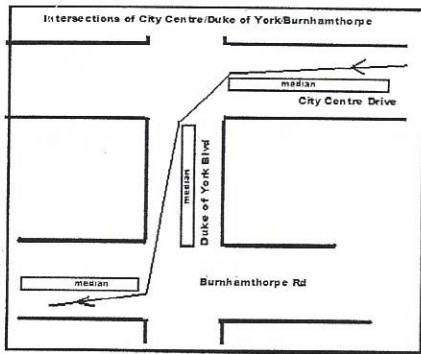 Intersections of City Centre/Duke of York/Burnhamthorpe
median
City Centre Drive
median
Duke of York Blvd
median
Burnhamthorpe Rd